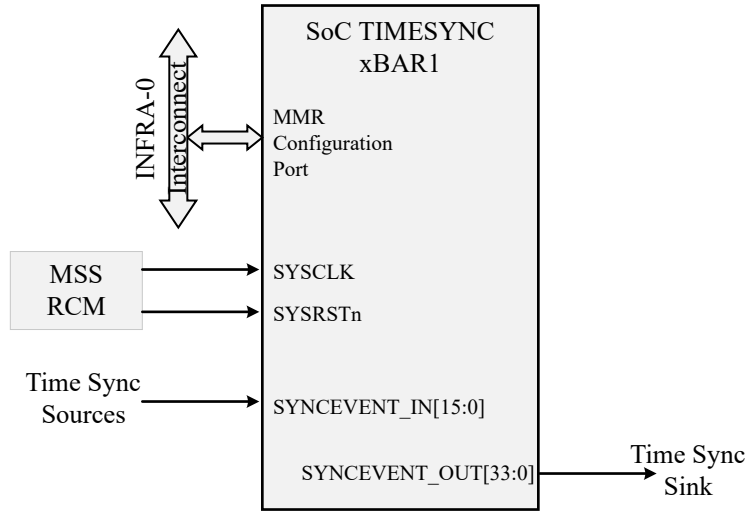 SoC TIMESYNC
xBAR1
INFRA-0
Interconnect
MMR
Configuration
Port
MSS
RCM
SYSCLK
SYSRSTn
Time Sync
Sources
SYNCEVENT_IN[15:0]
SYNCEVENT_OUT[33:0]
Time Sync
Sink